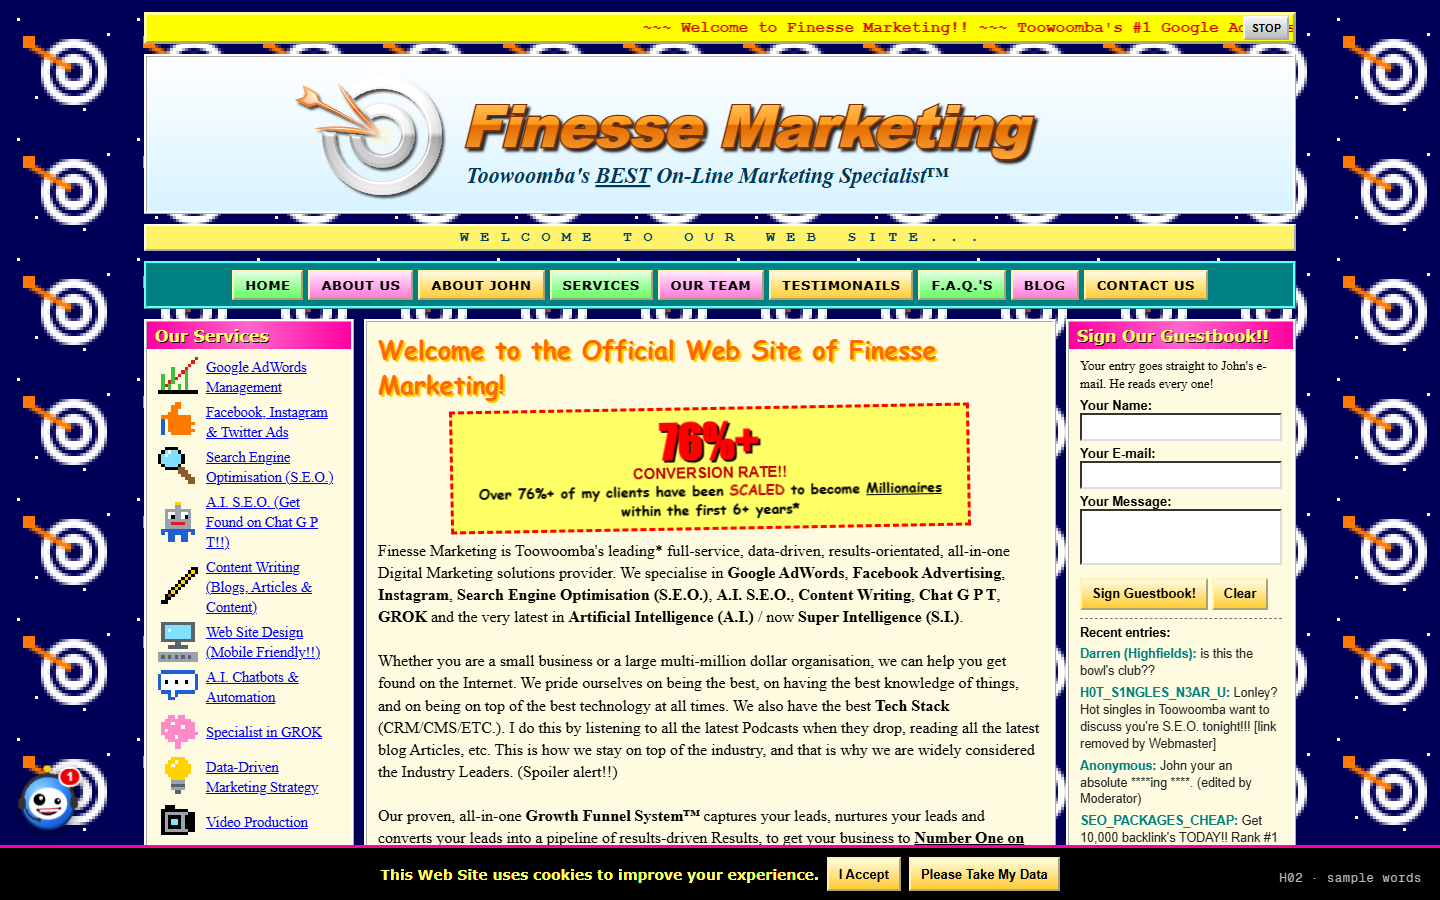 ~~~ Welcome to Finesse Marketing!! ~~~ Toowoomba's #1 Google Ad
STOP
Finesse Marketing
Toowoomba's BEST On-Line Marketing Specialist™
WELCOME TO OUR WEB SITE...
HOME ABOUT US ABOUT JOHN SERVICES OUR TEAM TESTIMONAILS F.A.Q.'S BLOG CONTACT US
Our Services
Google AdWords
Management
Facebook, Instagram
& Twitter Ads
Search Engine
Optimisation (S.E.O.)
A.I. S.E.O. (Get
Found on Chat G P
T!!)
Content Writing
(Blogs, Articles &
Content)
Web Site Design
(Mobile Friendly!!)
A.I. Chatbots &
Automation
Specialist in GROK
Data-Driven
Marketing Strategy
Video Production
1
Welcome to the Official Web Site of Finesse
Marketing!
76%+
CONVERSION RATE!!
Over 76%+ of my clients have been SCALED to become Millionaires
within the first 6+ years*
Finesse Marketing is Toowoomba's leading* full-service, data-driven, results-orientated, all-in-one
Digital Marketing solutions provider. We specialise in Google AdWords, Facebook Advertising,
Instagram, Search Engine Optimisation (S.E.O.), A.I. S.E.O., Content Writing, Chat G P T,
GROK and the very latest in Artificial Intelligence (A.I.) / now Super Intelligence (S.I.).
Whether you are a small business or a large multi-million dollar organisation, we can help you get
found on the Internet. We pride ourselves on being the best, on having the best knowledge of things,
and on being on top of the best technology at all times. We also have the best Tech Stack
(CRM/CMS/ETC.). I do this by listening to all the latest Podcasts when they drop, reading all the latest
blog Articles, etc. This is how we stay on top of the industry, and that is why we are widely considered
the Industry Leaders. (Spoiler alert!!)
Our proven, all-in-one Growth Funnel System™ captures your leads, nurtures your leads and
converts your leads into a pipeline of results-driven Results, to get your business to Number One on
Sign Our Guestbook!!
Your entry goes straight to John's e-
mail. He reads every one!
Your Name:
Your E-mail:
Your Message:
Sign Guestbook! Clear
Recent entries:
Darren (Highfields): is this the
bowl's club??
H0T_S1NGLES_N3AR_U: Lonley?
Hot singles in Toowoomba want to
discuss you're S.E.O. tonight!!! [link
removed by Webmaster]
Anonymous: John your an
absolute ****ing ****. (edited by
Moderator)
SEO_PACKAGES_CHEAP: Get
10,000 backlink's TODAY!! Rank #1
This Web Site uses cookies to improve your experience. I Accept Please Take My Data
H02 · sample words